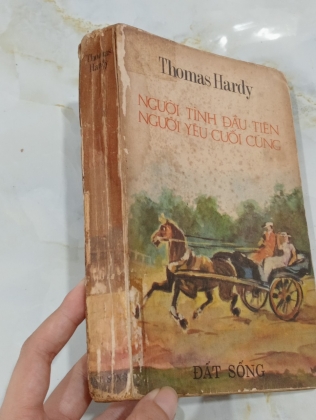 Thomas
Hardy
Thomas Hardy
NGƯỜI TÌNH ĐẦU TIÊN
NGƯỜI YÊU CUỐI CÙNG
ĐẤT SỐNG